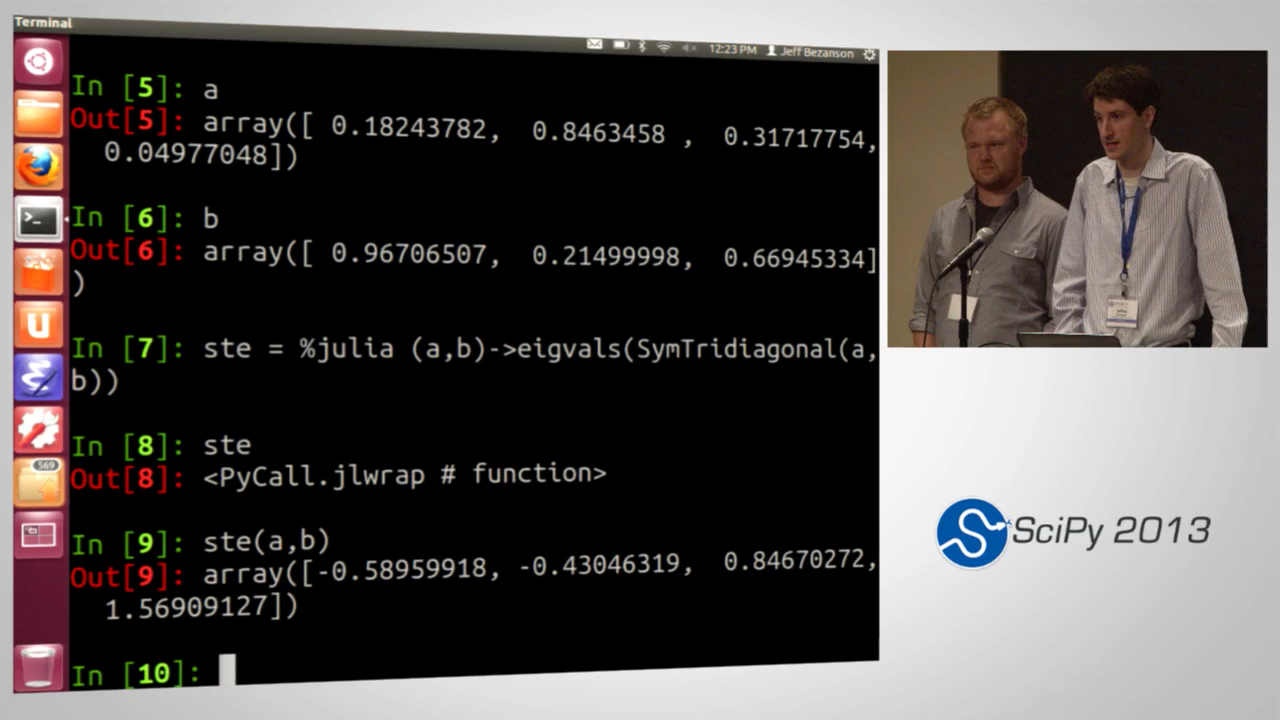 Terminal
12:23 PM Jeff Bezanson
In [5]: a
Out[5]: array([ 0.18243782, 0.8463458 , 0.31717754,
0.04977048])
In [6]: b
Out[6]: array([ 0.96706507, 0.21499998, 0.66945334]
)
In [7]: ste = %julia (a,b)->eigvals(SymTridiagonal(a,
b))
In [8]: ste
Out[8]: <PyCall.jlwrap # function>
In [9]: ste(a,b)
Out[9]: array([-0.58959918, -0.43046319, 0.84670272,
1.56909127])
In [10]:
569
SciPy 2013